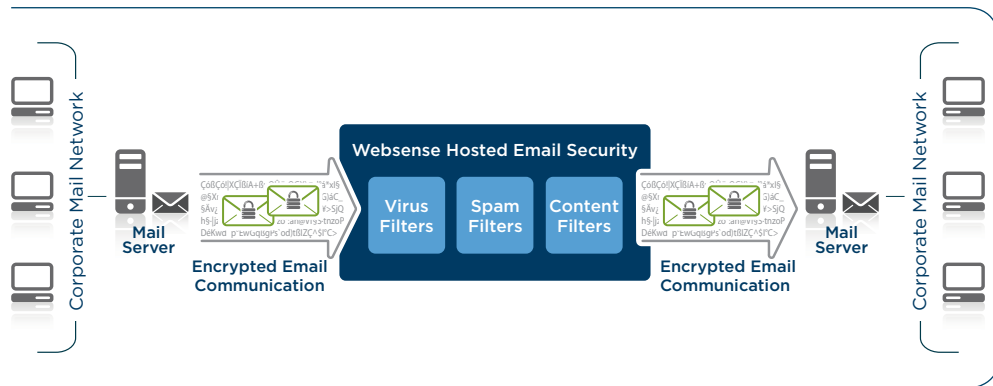 Corporate Mail Network
Mail
Server
Encrypted Email
Communication
Websense Hosted Email Security
Virus
Filters
Spam
Filters
Content
Filters
Encrypted Email
Communication
Mail
Server
Corporate Mail Network